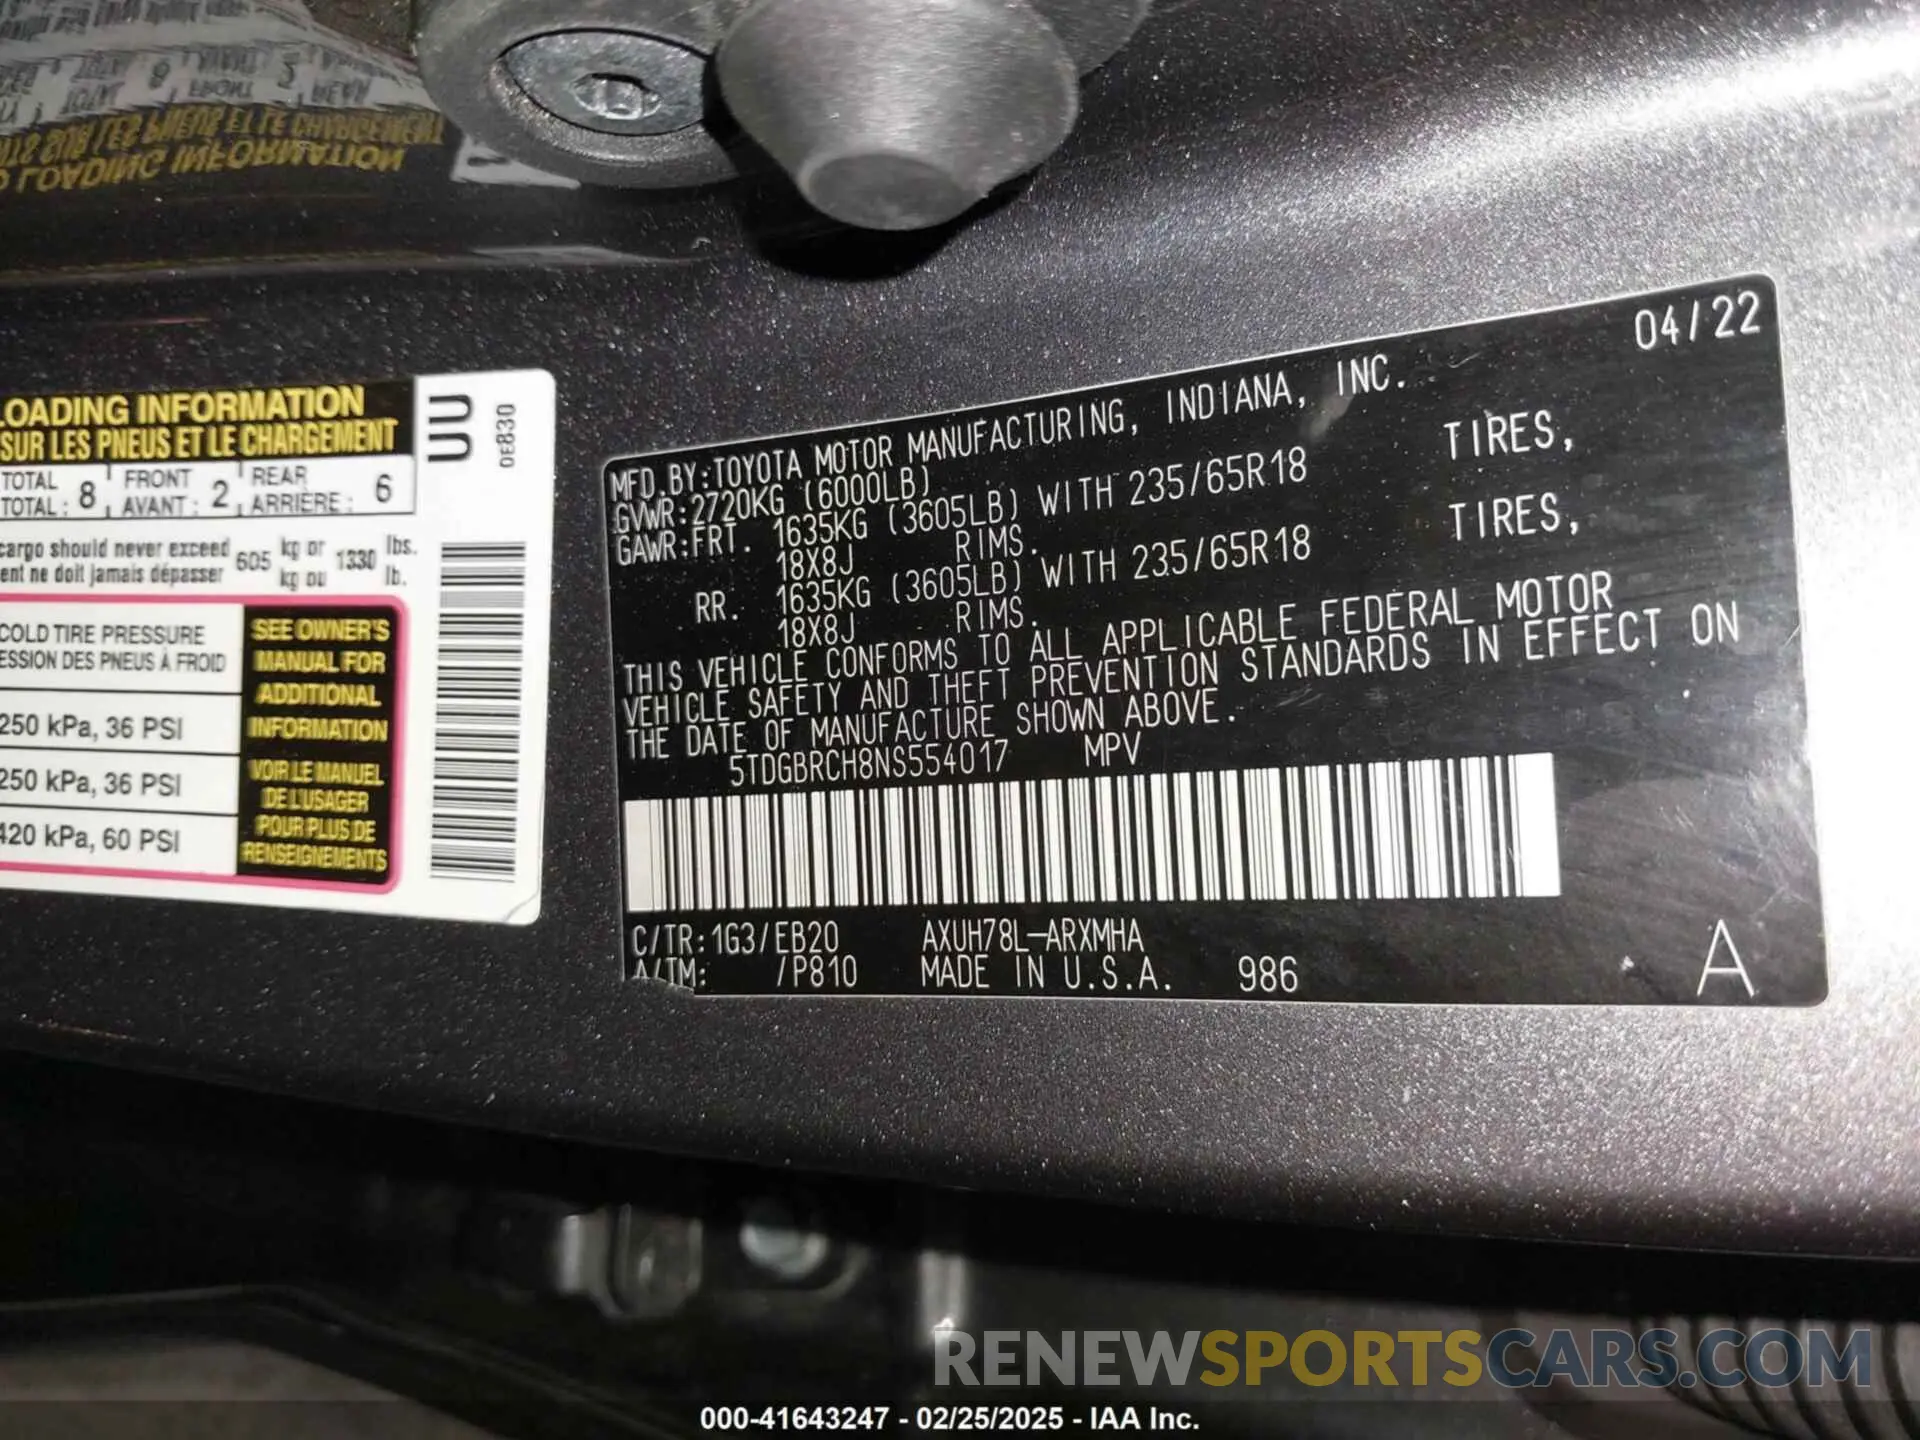 LOADING INFORMATION
SUR LES PNEUS ET LE CHARGEMENT
UU
0E830
TOTAL
TOTAL : 8
FRONT
AVANT : 2
REAR
ARRIÈRE : 6
cargo should never exceed 605 kg or 1330 lbs.
ent ne doit jamais dépasser kg ou lb.
COLD TIRE PRESSURE
ESSION DES PNEUS À FROID
250 kPa, 36 PSI
250 kPa, 36 PSI
420 kPa, 60 PSI
SEE OWNER'S
MANUAL FOR
ADDITIONAL
INFORMATION
VOIR LE MANUEL
DE L'USAGER
POUR PLUS DE
RENSEIGNEMENTS
04/22
MFD. BY: TOYOTA MOTOR MANUFACTURING, INDIANA, INC.
GVWR: 2720KG (6000LB)
GAWR: FRT. 1635KG (3605LB) WITH 235/65R18 TIRES,
18X8J RIMS.
RR. 1635KG (3605LB) WITH 235/65R18 TIRES,
18X8J RIMS.
THIS VEHICLE CONFORMS TO ALL APPLICABLE FEDERAL MOTOR
VEHICLE SAFETY AND THEFT PREVENTION STANDARDS IN EFFECT ON
THE DATE OF MANUFACTURE SHOWN ABOVE.
5TDGBRCH8NS554017 MPV
C/TR: 1G3/EB20 AXUH78L-ARXMHA
A/TM: /P810 MADE IN U.S.A. 986 A
RENEWSPORTSCARS.COM
000-41643247 - 02/25/2025 - IAA Inc.